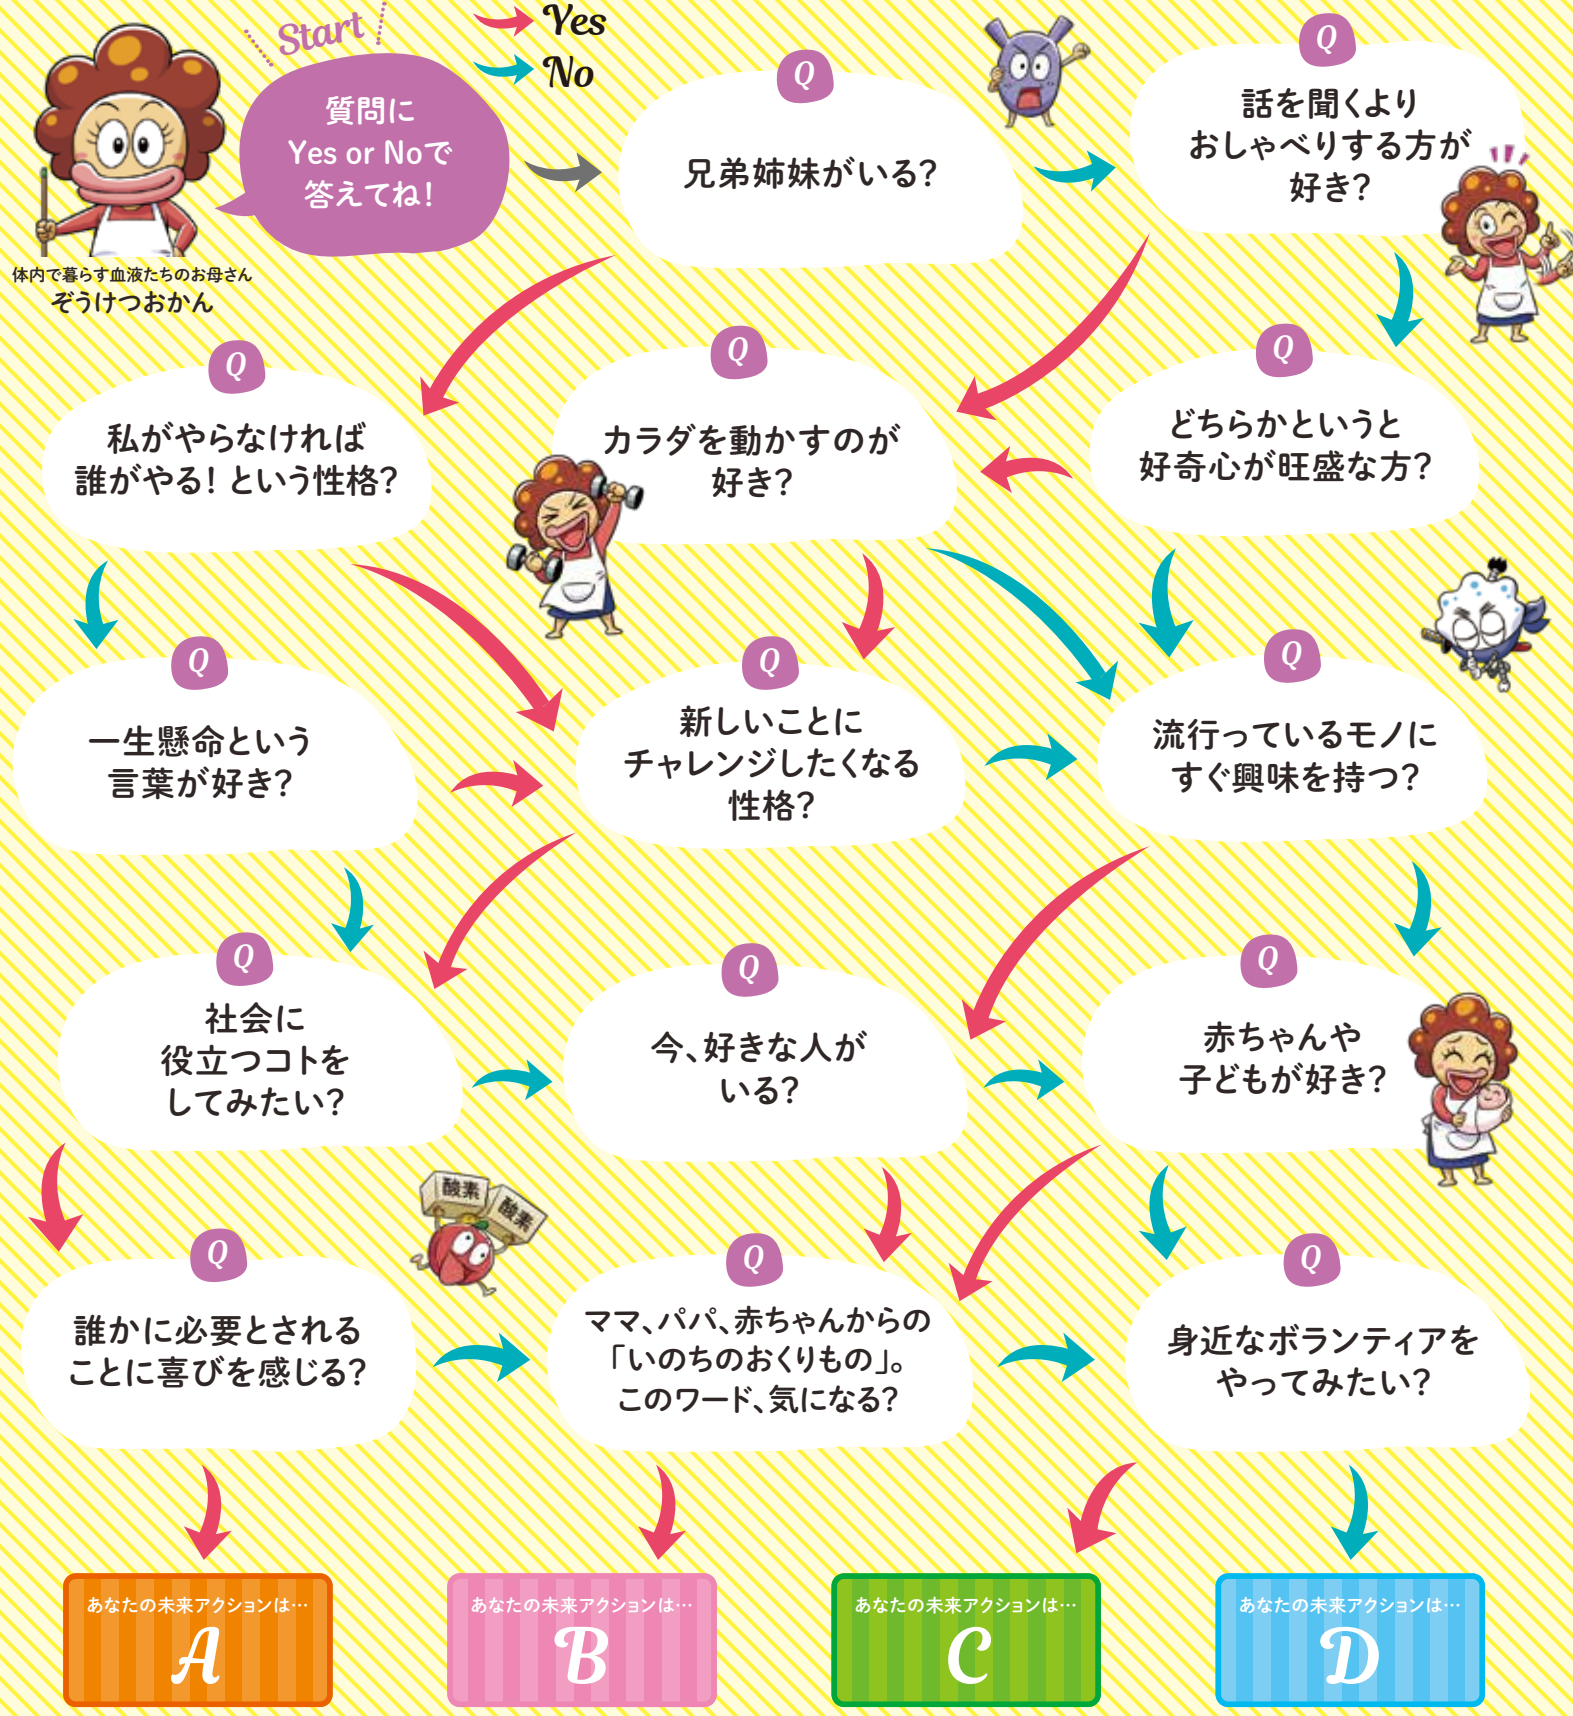 Start
Yes
No
質問に
Yes or Noで
答えてね!
体内で暮らす血液たちのお母さん
ぞうけつおかん
Q
兄弟姉妹がいる?
Q
話を聞くより
おしゃべりする方が
好き?
Q
私がやらなければ
誰がやる! という性格?
Q
カラダを動かすのが
好き?
Q
どちらかというと
好奇心が旺盛な方?
Q
一生懸命という
言葉が好き?
Q
新しいことに
チャレンジしたくなる
性格?
Q
流行っているモノに
すぐ興味を持つ?
Q
社会に
役立つコトを
してみたい?
Q
今、好きな人が
いる?
Q
赤ちゃんや
子どもが好き?
酸素
酸素
Q
誰かに必要とされる
ことに喜びを感じる?
Q
ママ、パパ、赤ちゃんからの
「いのちのおくりもの」。
このワード、気になる?
Q
身近なボランティアを
やってみたい?
あなたの未来アクションは…
A
あなたの未来アクションは…
B
あなたの未来アクションは…
C
あなたの未来アクションは…
D